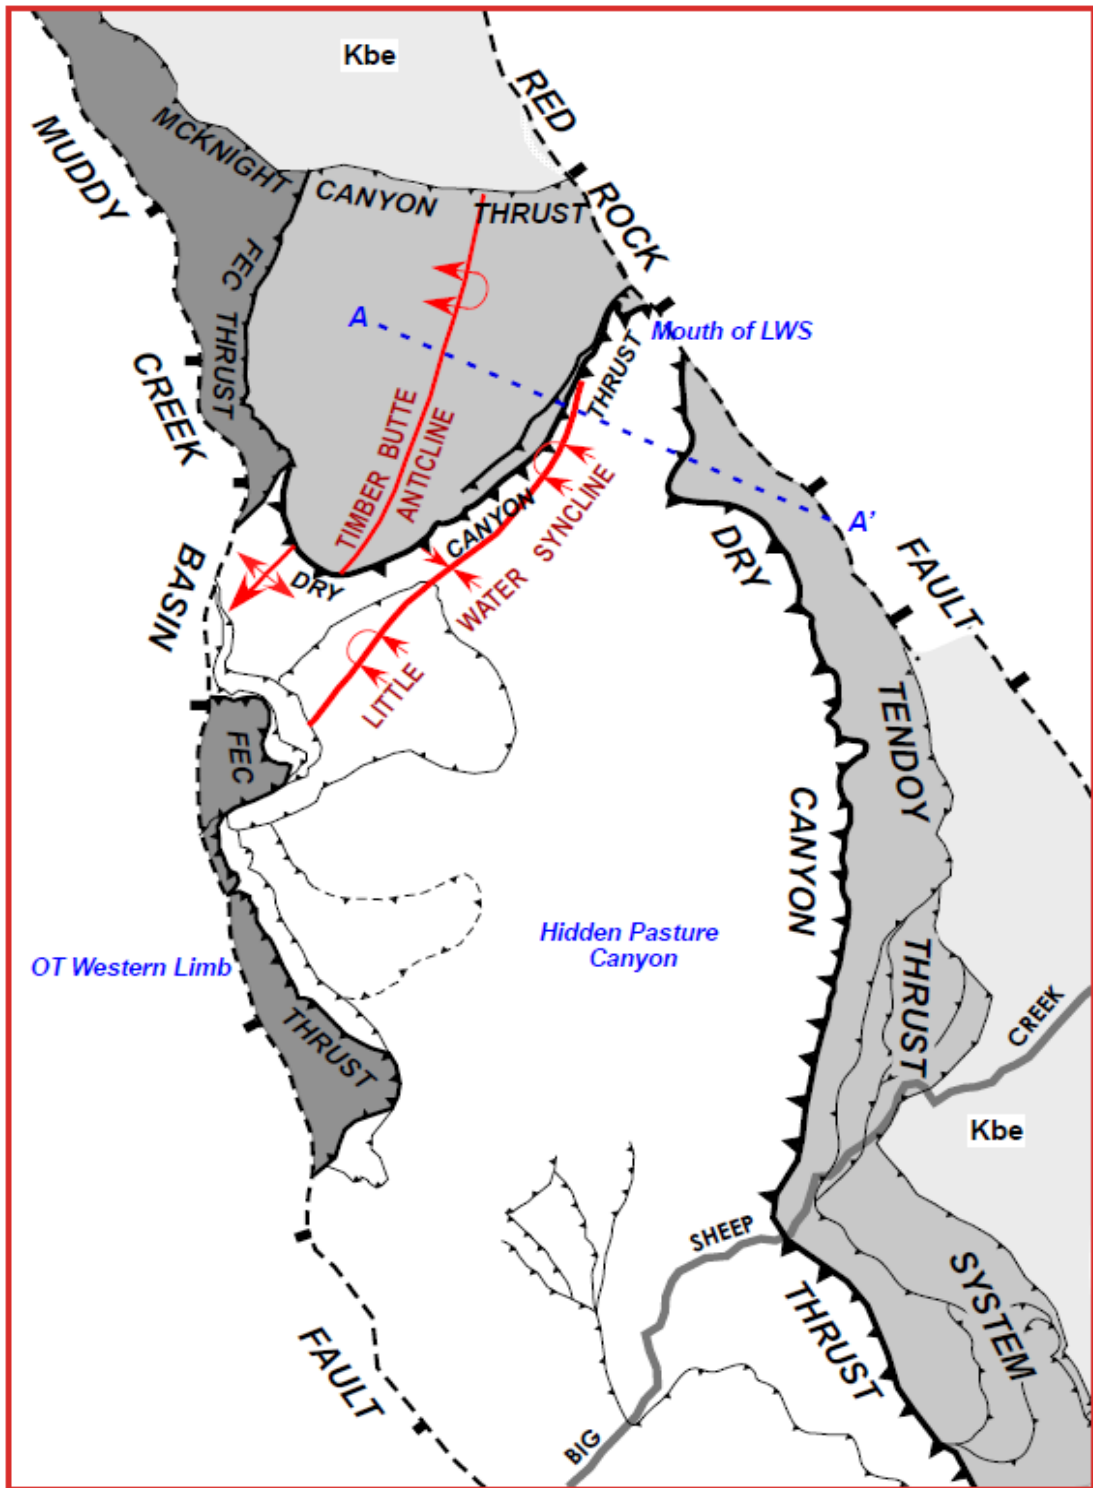 Kbe
RED
ROCK
FAULT
MUDDY
CREEK
BASIN
FAULT
MCKNIGHT
CANYON
THRUST
FEC
THRUST
A
Mouth of LWS
THRUST
TIMBER BUTTE
ANTICLINE
CANYON
DRY
LITTLE
WATER SYNCLINE
A'
DRY
CANYON
THRUST
TENDOY
THRUST
SYSTEM
FEC
THRUST
OT Western Limb
Hidden Pasture
Canyon
CREEK
Kbe
SHEEP
BIG